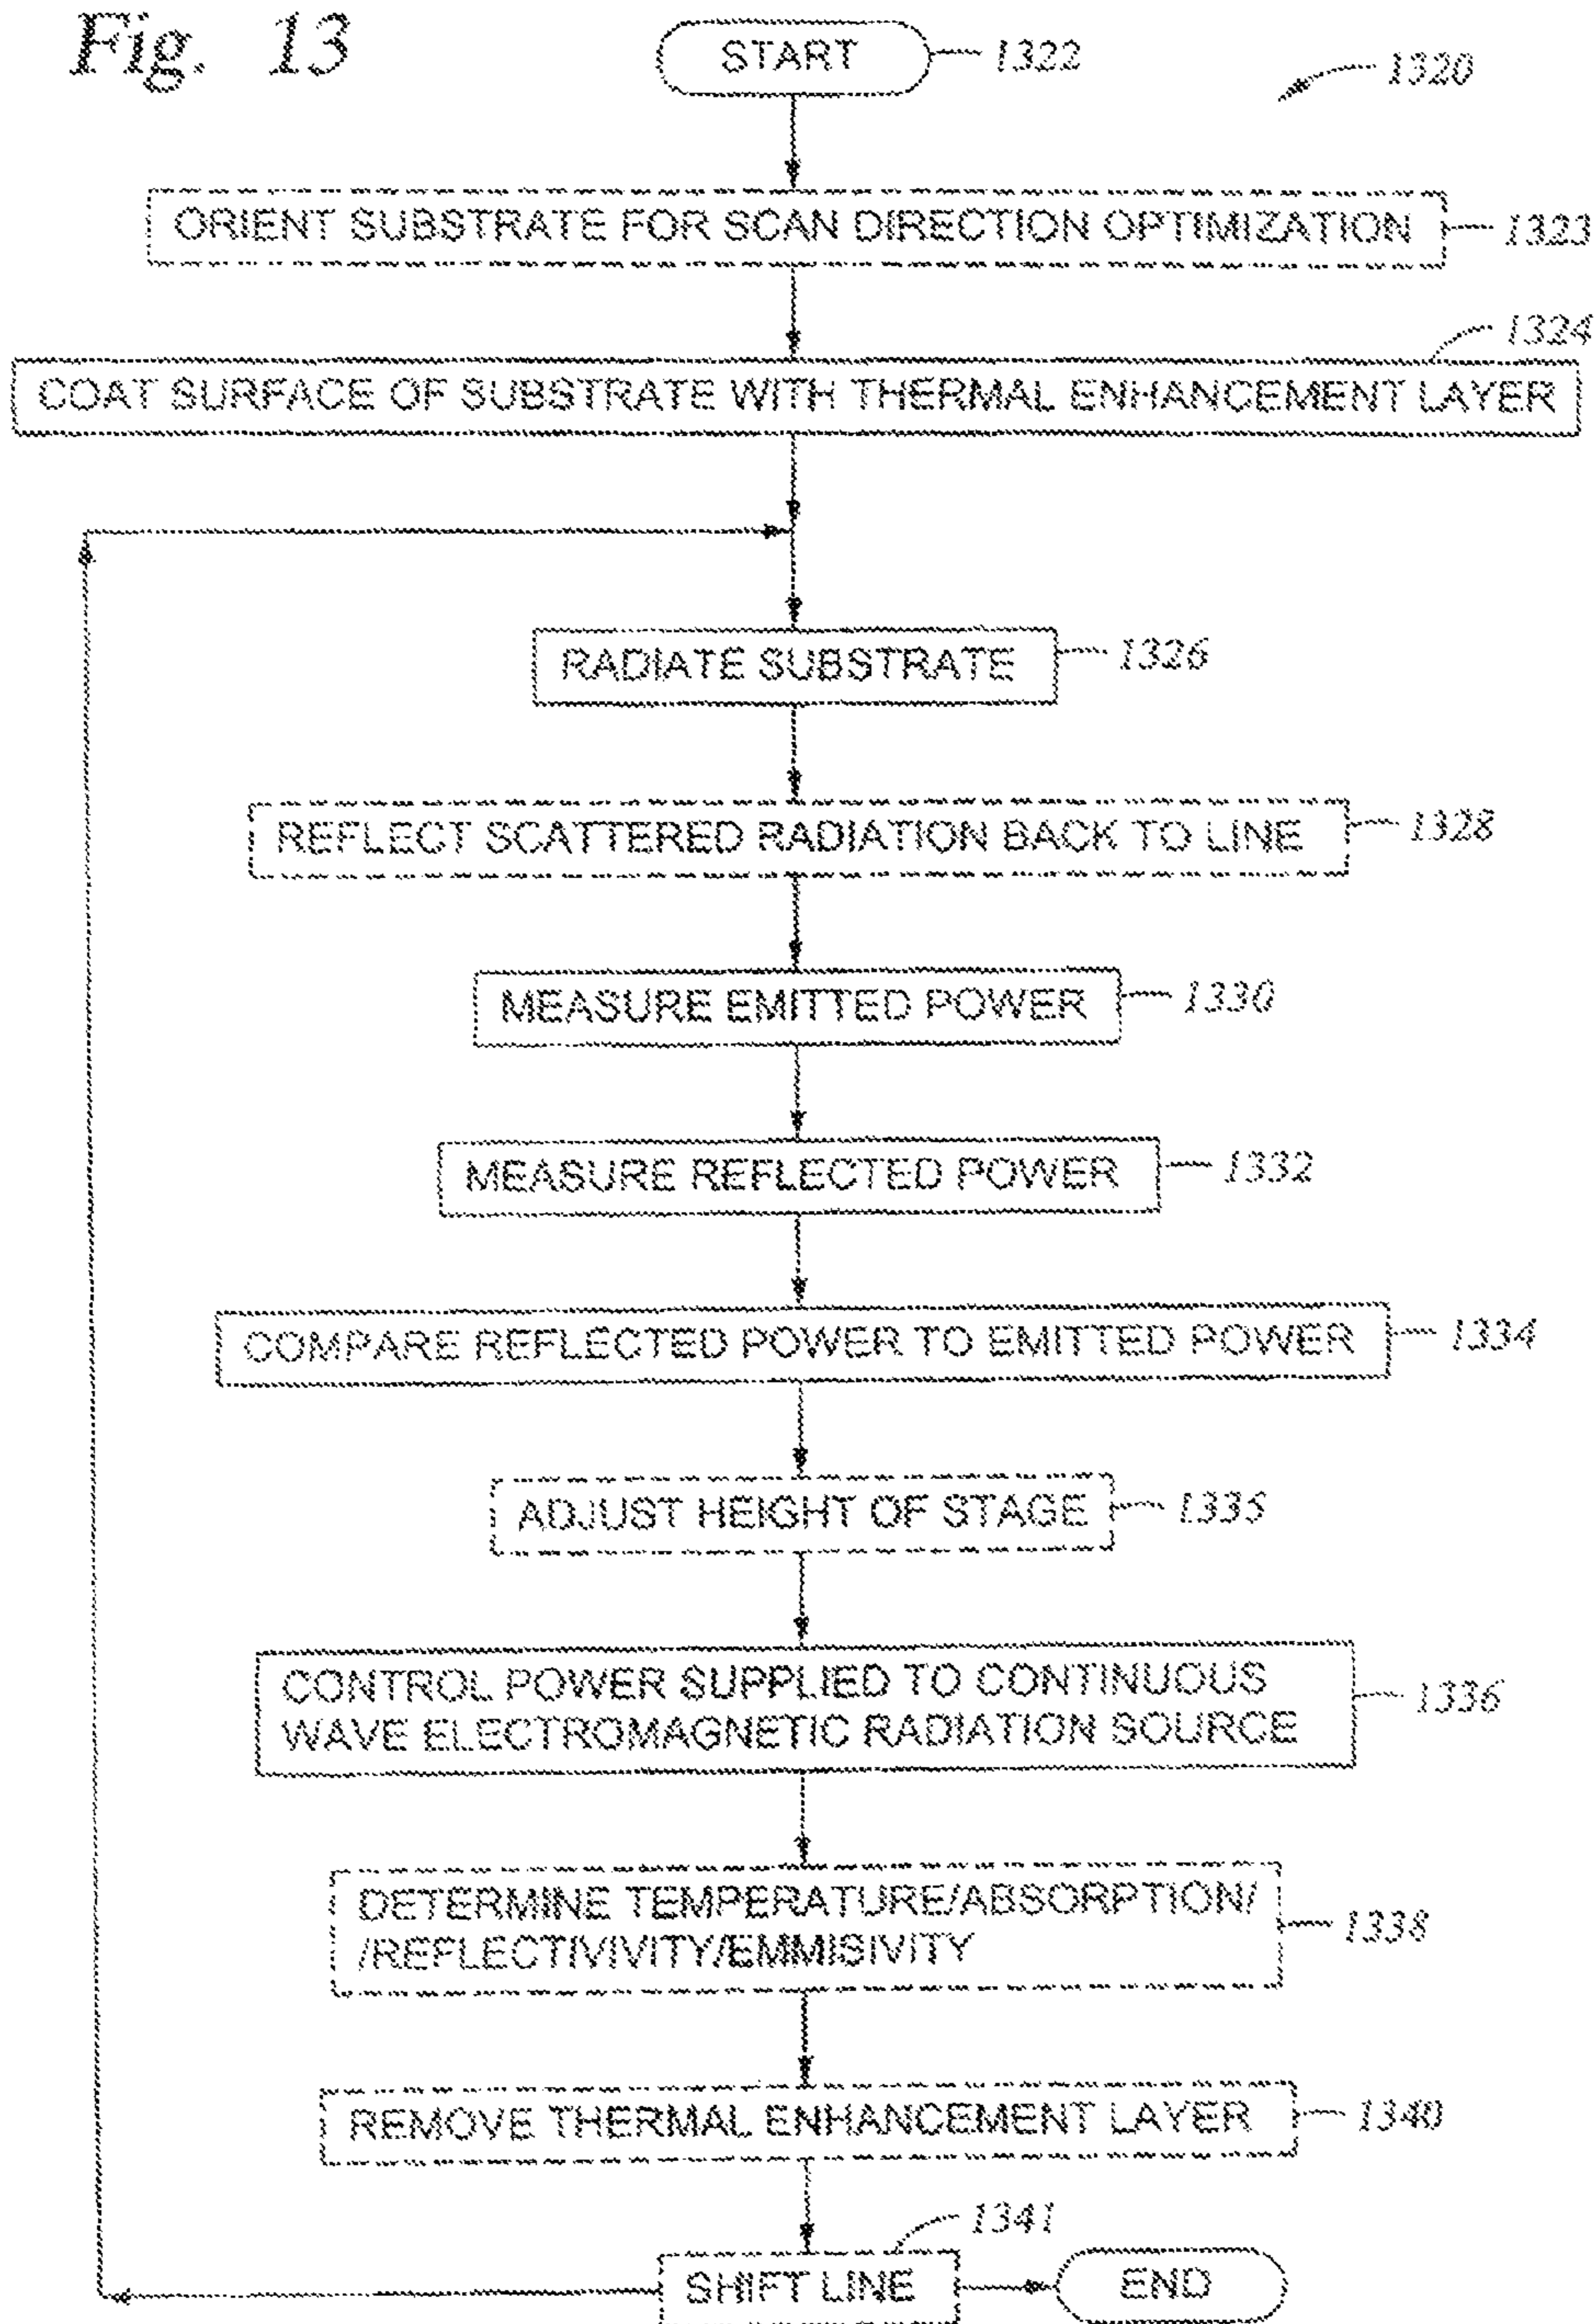 Fig. 13
START
1322
1320
ORIENT SUBSTRATE FOR SCAN DIRECTION OPTIMIZATION
1323
1324
COAT SURFACE OF SUBSTRATE WITH THERMAL ENHANCEMENT LAYER
RADIATE SUBSTRATE
1326
REFLECT SCATTERED RADIATION BACK TO LINE
1328
MEASURE EMITTED POWER
1330
MEASURE REFLECTED POWER
1332
COMPARE REFLECTED POWER TO EMITTED POWER
1334
ADJUST HEIGHT OF STAGE
1335
CONTROL POWER SUPPLIED TO CONTINUOUS
WAVE ELECTROMAGNETIC RADIATION SOURCE
1336
DETERMINE TEMPERATURE/ABSORPTION/
/REFLECTIVIVITY/EMMISIVITY
1338
REMOVE THERMAL ENHANCEMENT LAYER
1340
1341
SHIFT LINE
END